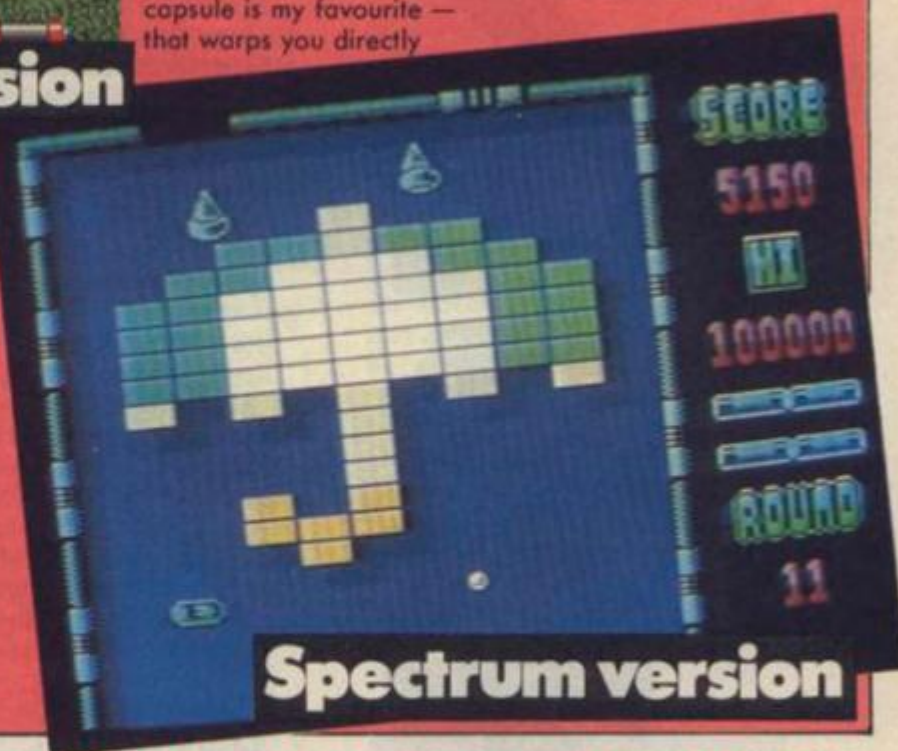 capsule is my favourite —
that warps you directly
sion
SCORE
5150
HI
100000
ROUND
11
Spectrum version